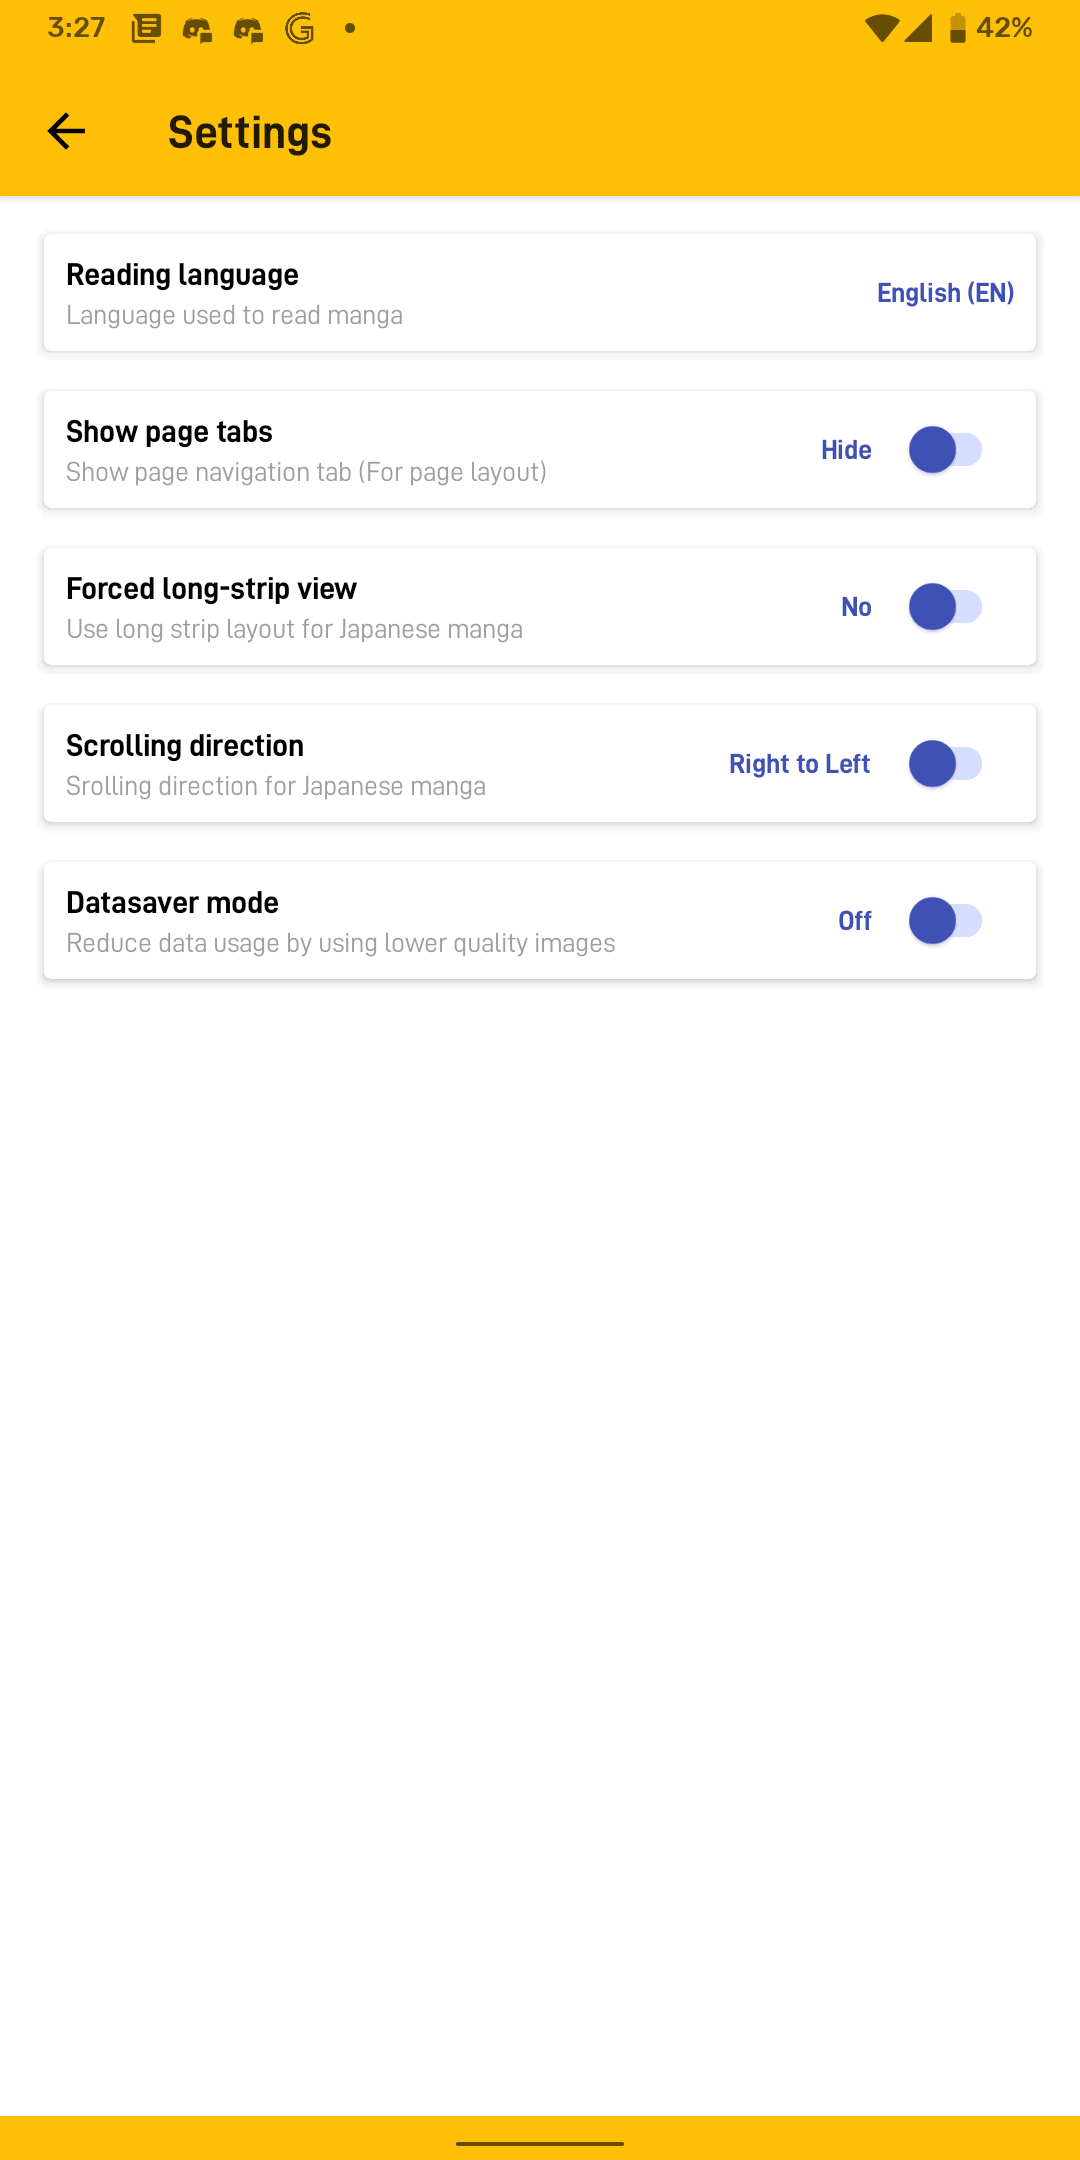 3:27
42%
Settings
Reading language
Language used to read manga
English (EN)
Show page tabs
Show page navigation tab (For page layout)
Hide
Forced long-strip view
Use long strip layout for Japanese manga
No
Scrolling direction
Srolling direction for Japanese manga
Right to Left
Datasaver mode
Reduce data usage by using lower quality images
Off